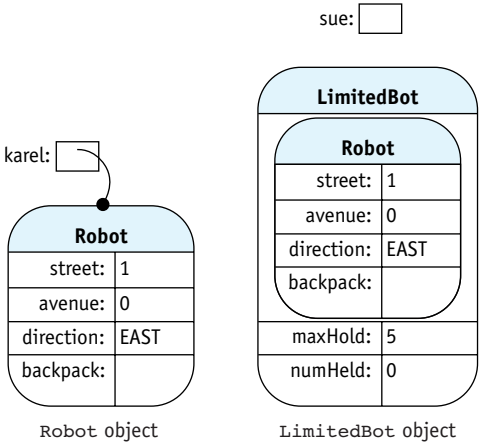 sue:
karel:
Robot
street: 1
avenue: 0
direction: EAST
backpack:
Robot object
LimitedBot
Robot
street: 1
avenue: 0
direction: EAST
backpack:
maxHold: 5
numHeld: 0
LimitedBot object